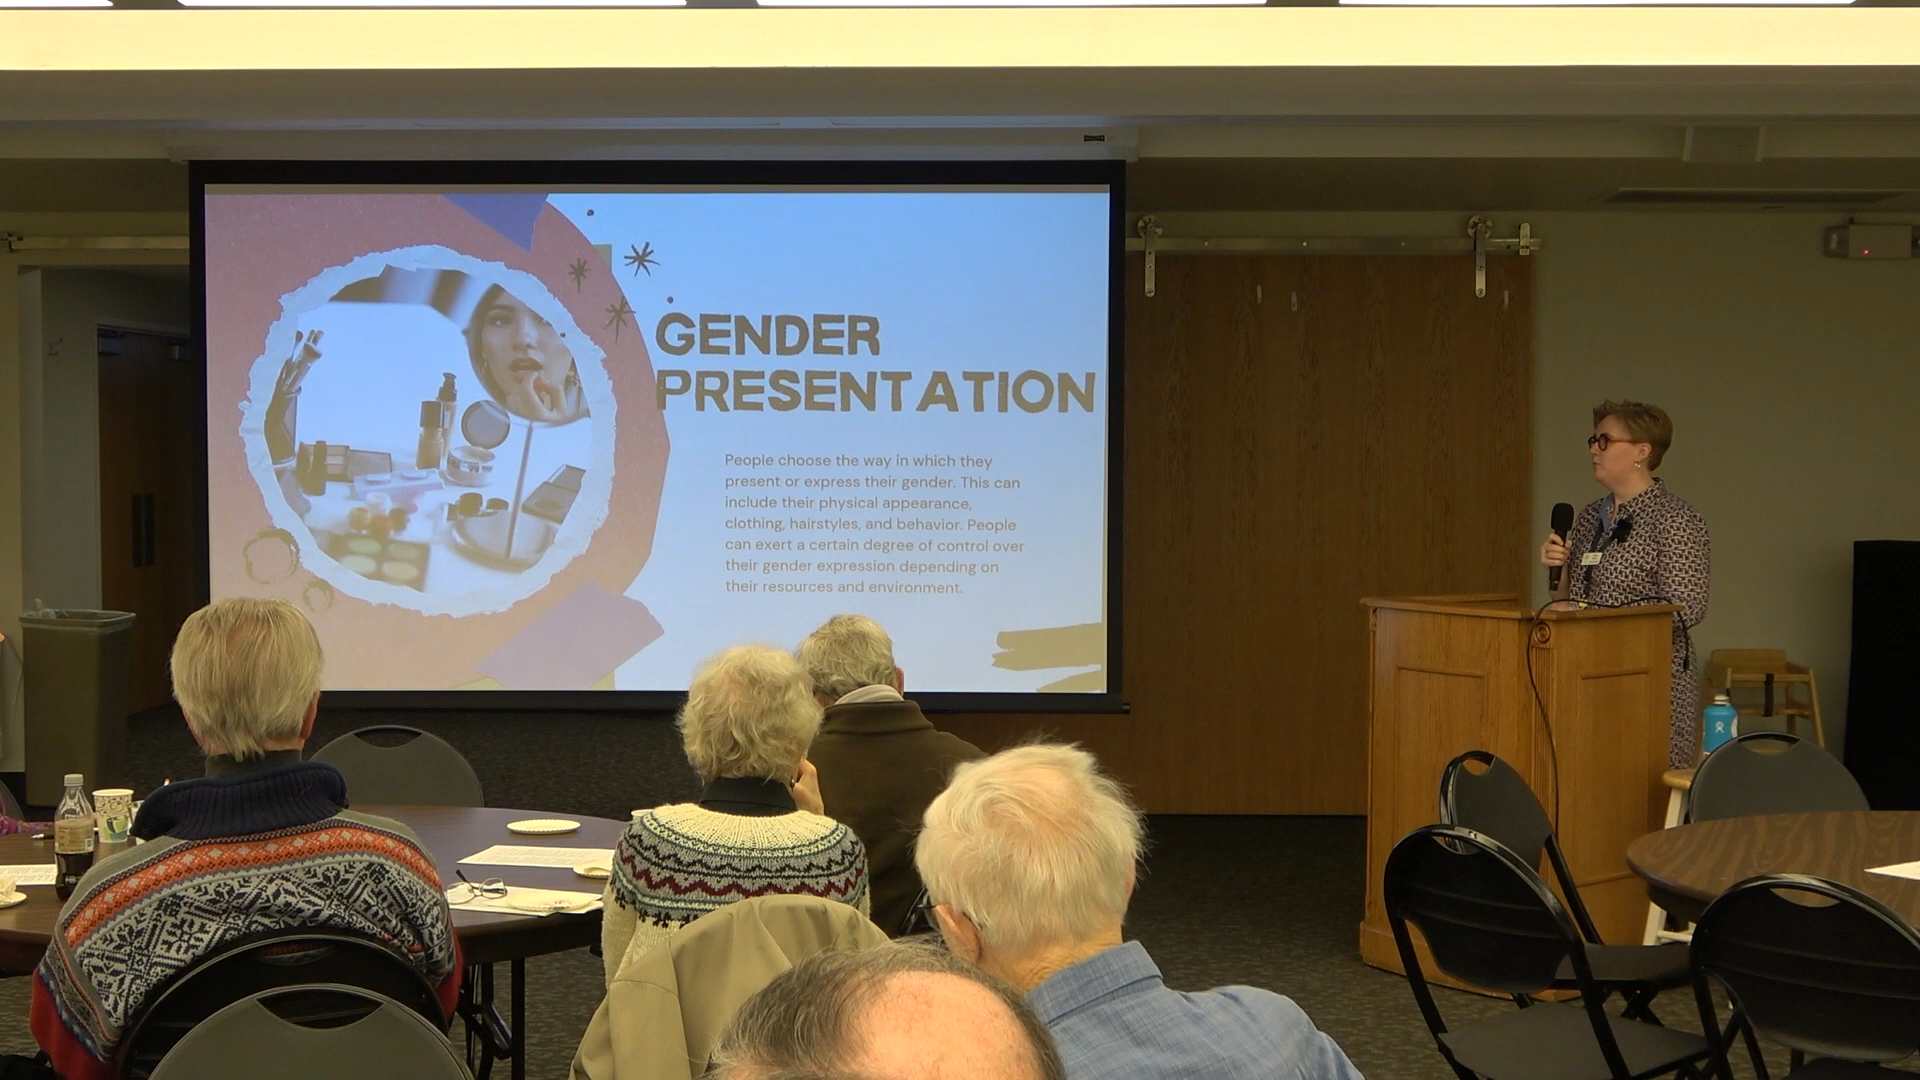 GENDER
PRESENTATION
People choose the way in which they
present or express their gender. This can
include their physical appearance,
clothing, hairstyles, and behavior. People
can exert a certain degree of control over
their gender expression depending on
their resources and environment.